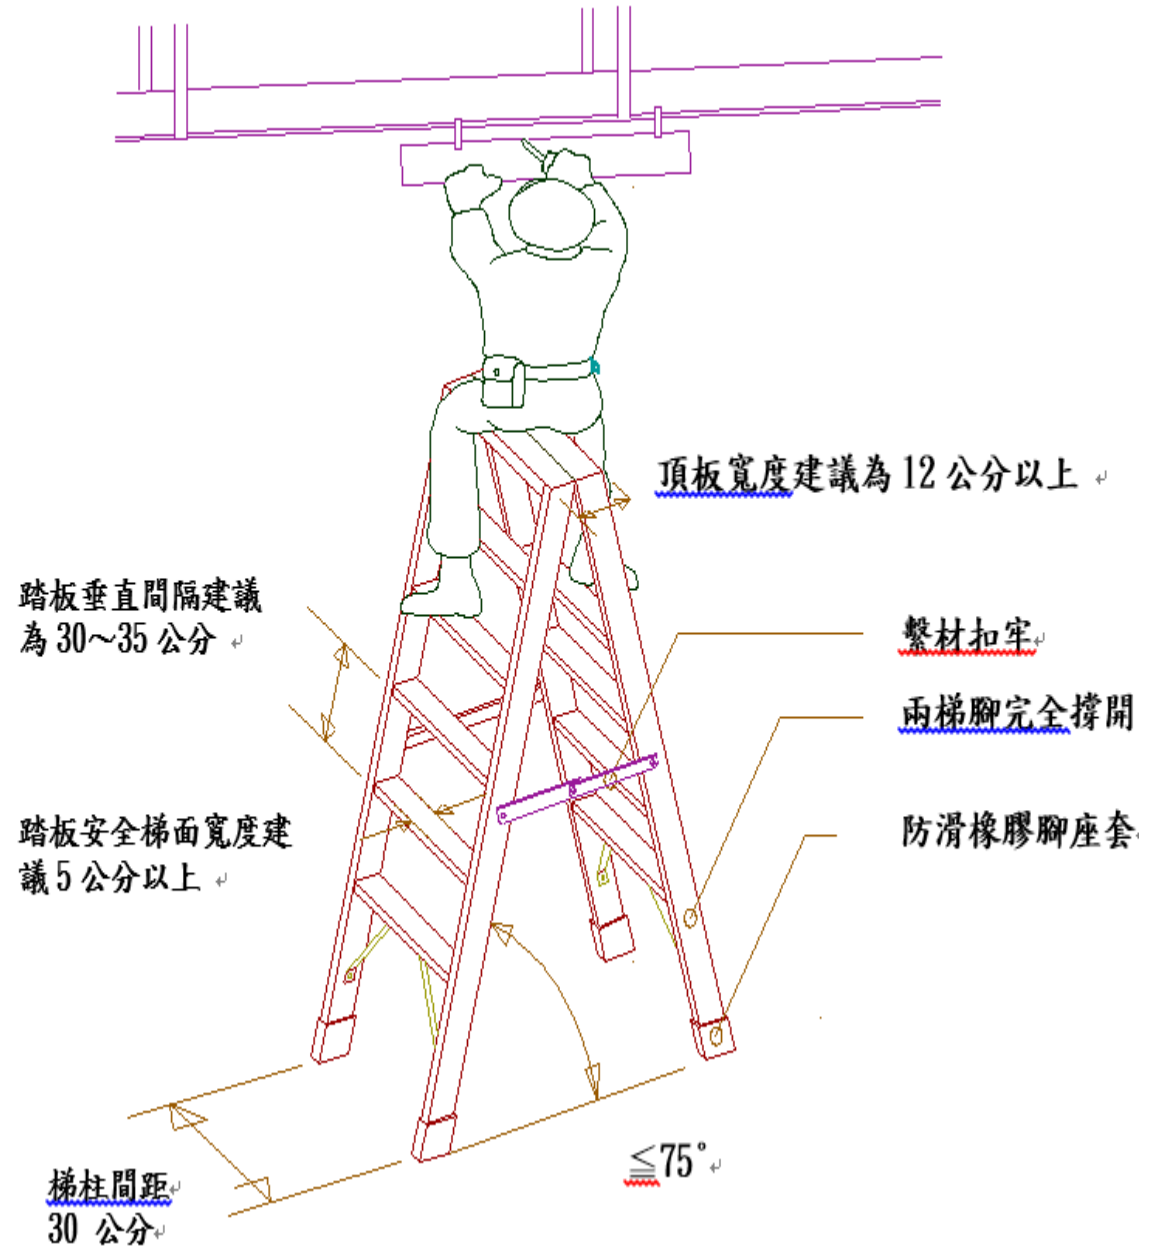 頂板寬度建議為 12 公分以上
踏板垂直間隔建議
為 30～35 公分
繫材扣牢
兩梯腳完全撐開
踏板安全梯面寬度建
議 5 公分以上
防滑橡膠腳座套
≦75°
梯柱間距
30 公分